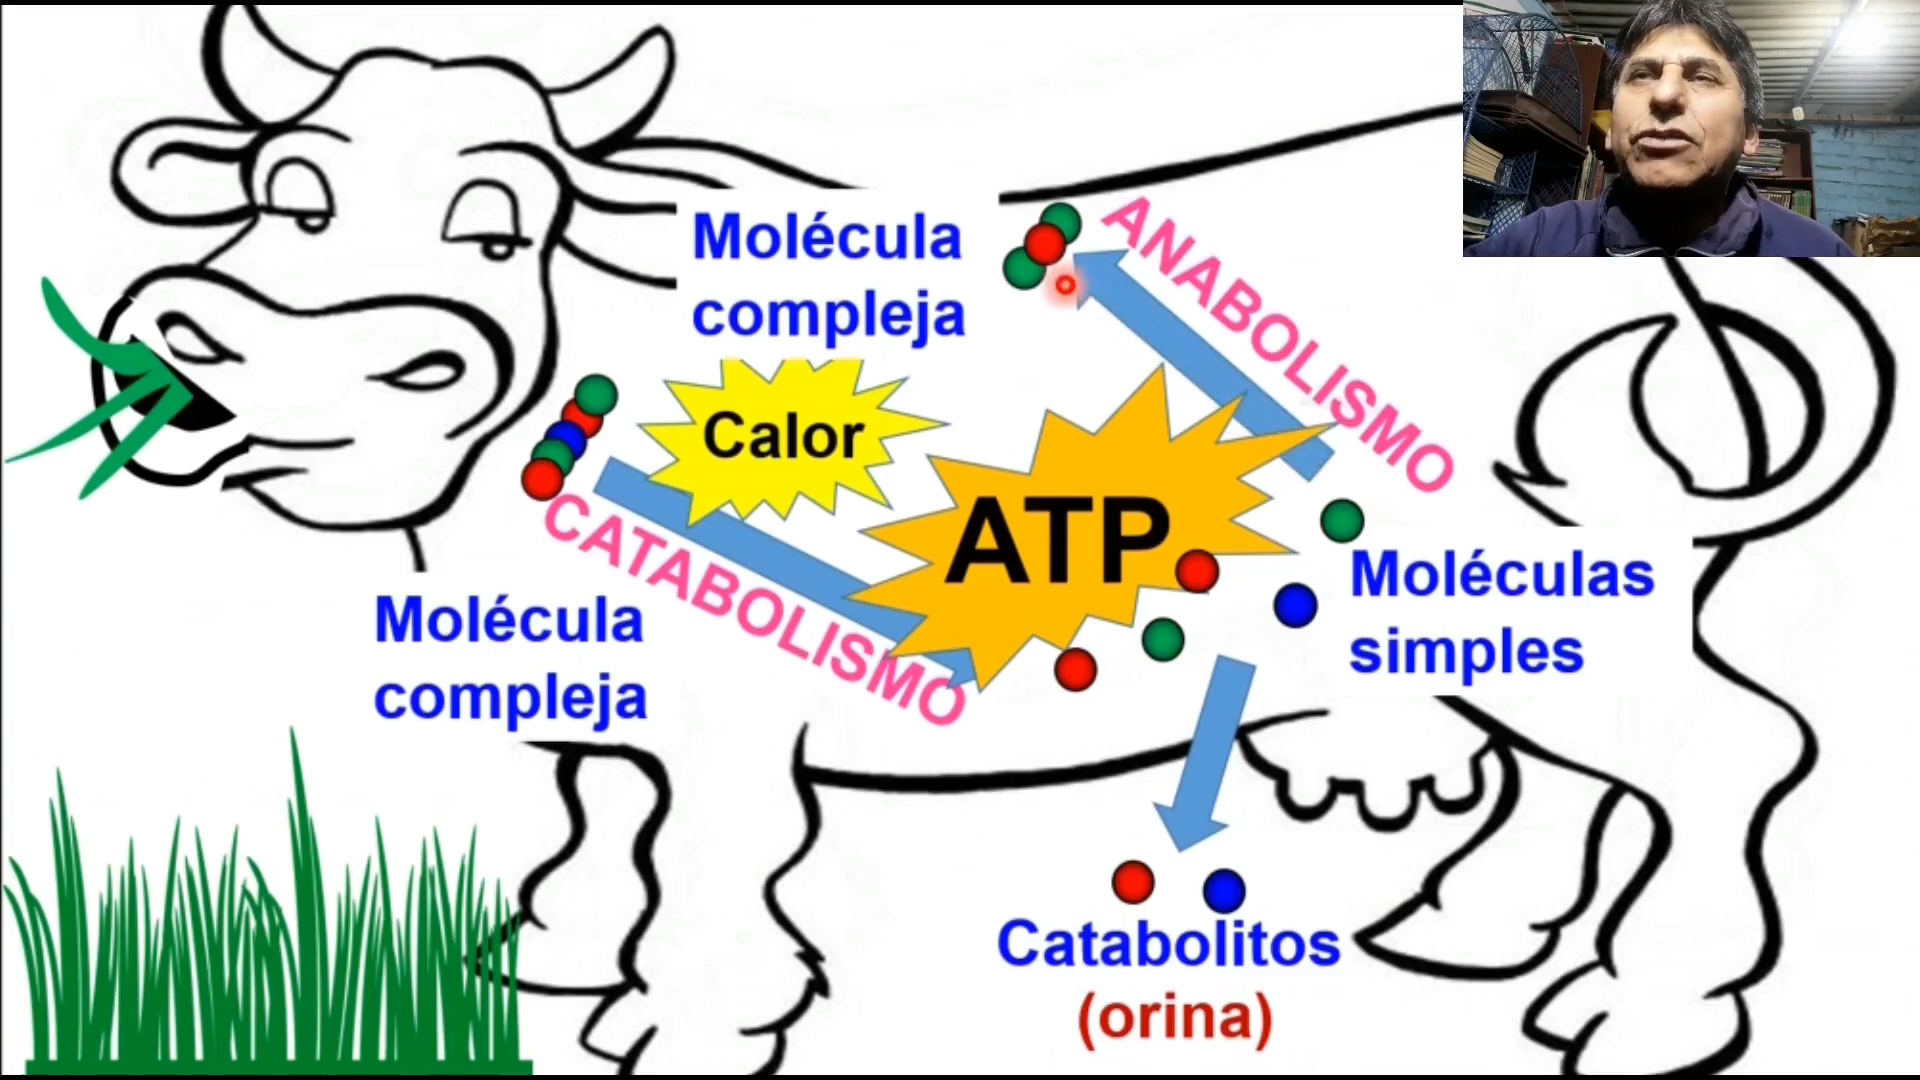 Molécula
compleja
ANABOLISMO
Calor
ATP
CATABOLISMO
Moléculas
simples
Molécula
compleja
Catabolitos
(orina)